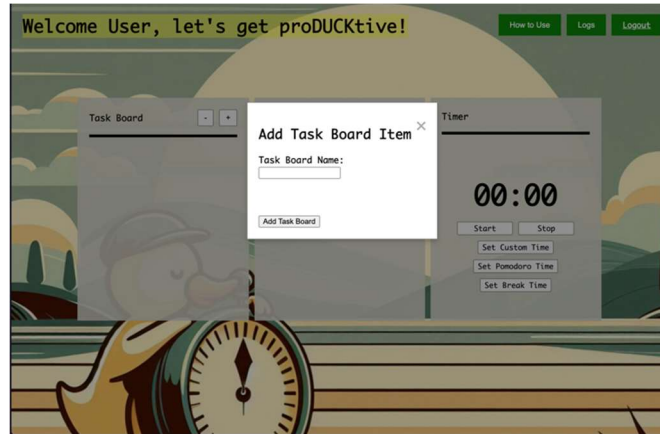 Welcome User, let's get proDUCKtive!
How to Use
Logs
Logout
Task Board
-
+
Add Task Board Item ×
Task Board Name:
Add Task Board
Timer
00:00
Start
Stop
Set Custom Time
Set Pomodoro Time
Set Break Time